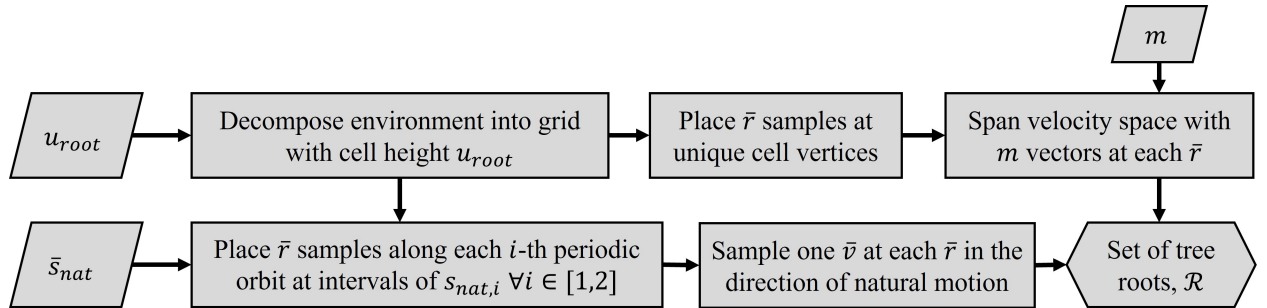 m
u_root
Decompose environment into grid
with cell height u_root
Place r̄ samples at
unique cell vertices
Span velocity space with
m vectors at each r̄
s̄_nat
Place r̄ samples along each i-th periodic
orbit at intervals of s_nat,i ∀i ∈ [1,2]
Sample one v̄ at each r̄ in the
direction of natural motion
Set of tree
roots, ℛ